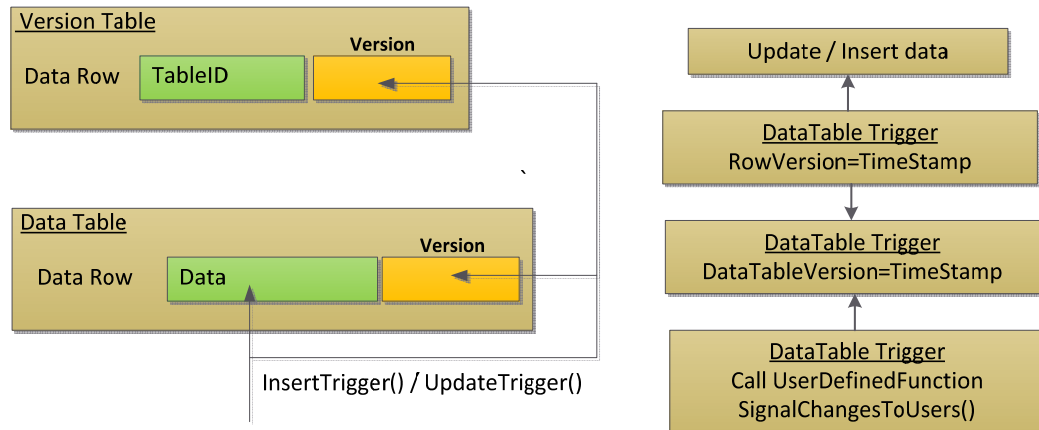 Version Table
Version
Data Row
TableID
`
Data Table
Version
Data Row
Data
InsertTrigger() / UpdateTrigger()
Update / Insert data
DataTable Trigger
RowVersion=TimeStamp
DataTable Trigger
DataTableVersion=TimeStamp
DataTable Trigger
Call UserDefinedFunction
SignalChangesToUsers()